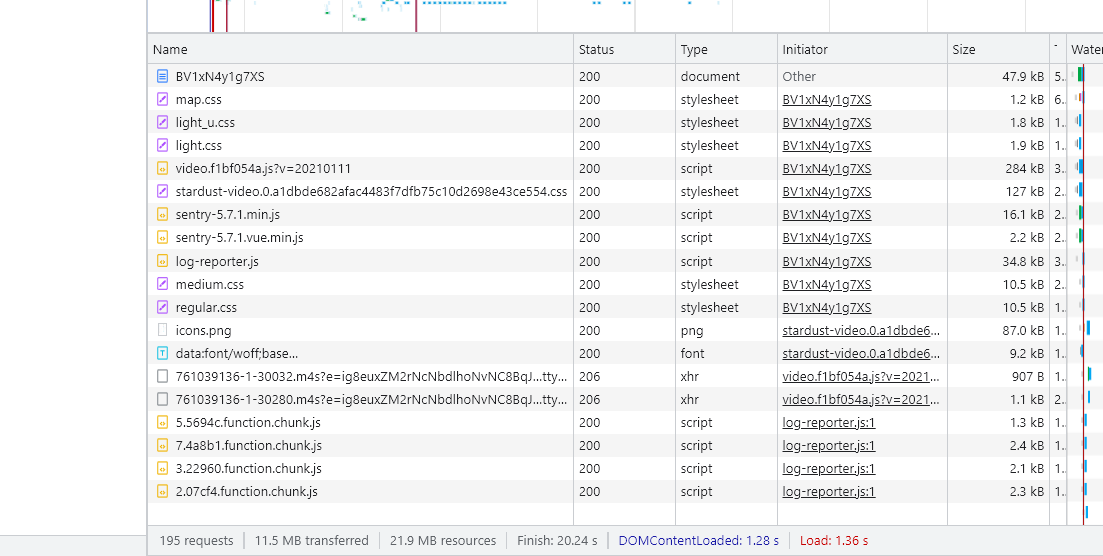 Name Status Type Initiator Size Water
BV1xN4y1g7XS 200 document Other 47.9 kB 5..
map.css 200 stylesheet BV1xN4y1g7XS 1.2 kB 6..
light_u.css 200 stylesheet BV1xN4y1g7XS 1.8 kB 1..
light.css 200 stylesheet BV1xN4y1g7XS 1.9 kB 1..
video.f1bf054a.js?v=20210111 200 script BV1xN4y1g7XS 284 kB 3..
stardust-video.0.a1dbde682afac4483f7dfb75c10d2698e43ce554.css 200 stylesheet BV1xN4y1g7XS 127 kB 2..
sentry-5.7.1.min.js 200 script BV1xN4y1g7XS 16.1 kB 2..
sentry-5.7.1.vue.min.js 200 script BV1xN4y1g7XS 2.2 kB 2..
log-reporter.js 200 script BV1xN4y1g7XS 34.8 kB 3..
medium.css 200 stylesheet BV1xN4y1g7XS 10.5 kB 2..
regular.css 200 stylesheet BV1xN4y1g7XS 10.5 kB 1..
icons.png 200 png stardust-video.0.a1dbde6... 87.0 kB 1..
data:font/woff;base... 200 font stardust-video.0.a1dbde6... 9.2 kB 1..
761039136-1-30032.m4s?e=ig8euxZM2rNcNbdlhoNvNC8BqJ...tty... 206 xhr video.f1bf054a.js?v=2021... 907 B 1..
761039136-1-30280.m4s?e=ig8euxZM2rNcNbdlhoNvNC8BqJ...tty... 206 xhr video.f1bf054a.js?v=2021... 1.1 kB 2..
5.5694c.function.chunk.js 200 script log-reporter.js:1 1.3 kB 1..
7.4a8b1.function.chunk.js 200 script log-reporter.js:1 2.4 kB 1..
3.22960.function.chunk.js 200 script log-reporter.js:1 2.1 kB 1..
2.07cf4.function.chunk.js 200 script log-reporter.js:1 2.3 kB 1..
195 requests 11.5 MB transferred 21.9 MB resources Finish: 20.24 s DOMContentLoaded: 1.28 s Load: 1.36 s